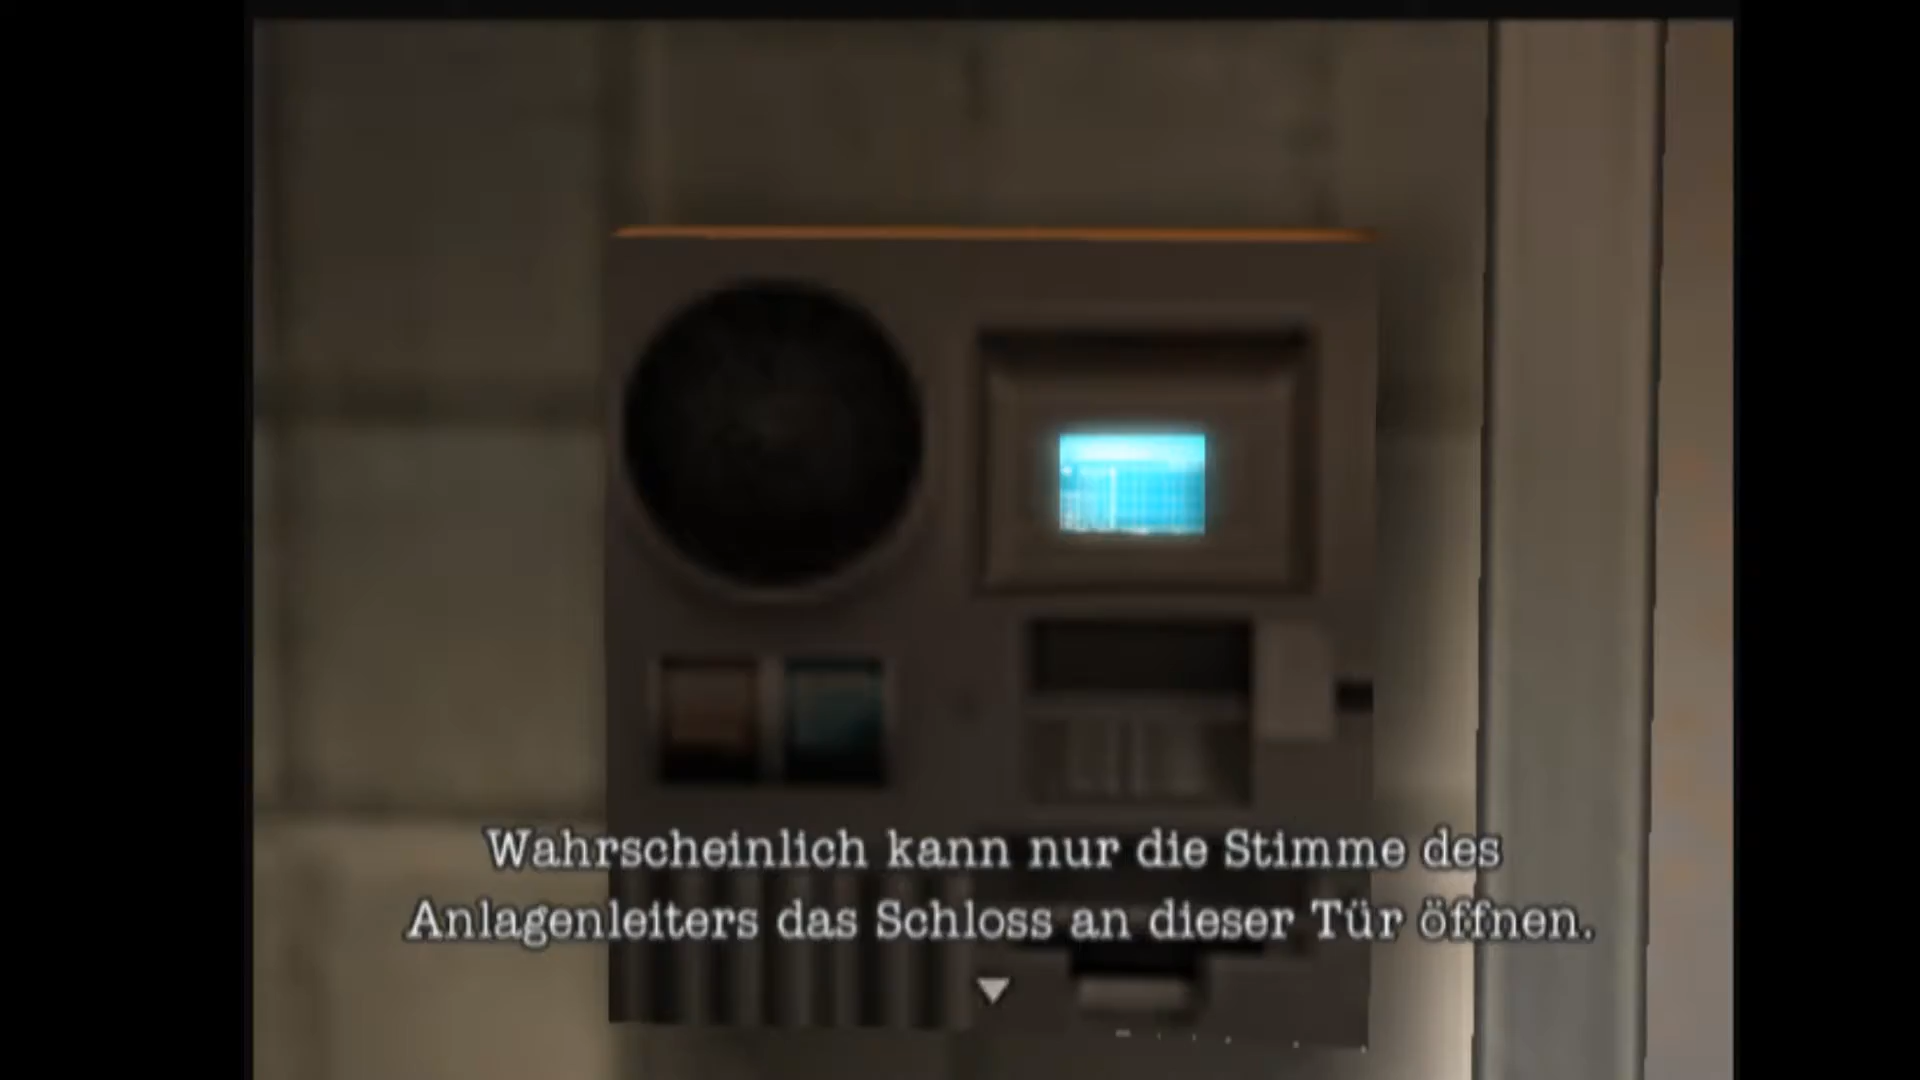 Wahrscheinlich kann nur die Stimme des
Anlagenleiters das Schloss an dieser Tür öffnen.